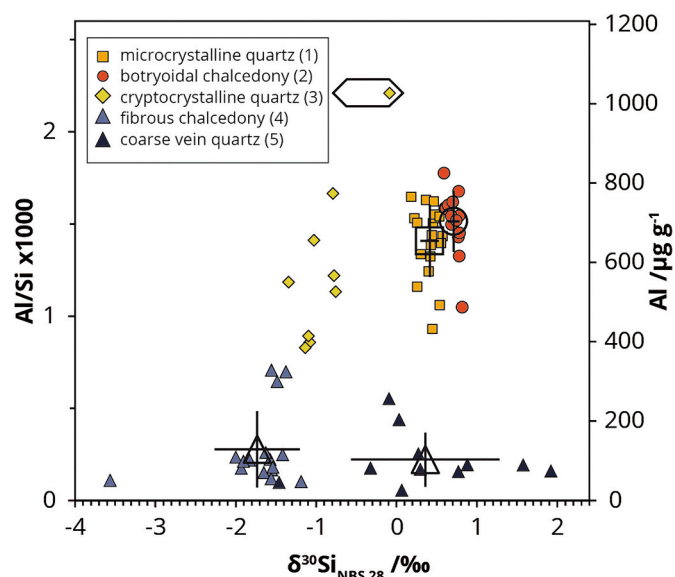 microcrystalline quartz (1)
botryoidal chalcedony (2)
cryptocrystalline quartz (3)
fibrous chalcedony (4)
coarse vein quartz (5)
Al/Si x1000
2
1
0
1200
1000
800
600
400
200
0
Al /µg g⁻¹
-4 -3 -2 -1 0 1 2
δ³⁰Si NBS 28 /‰